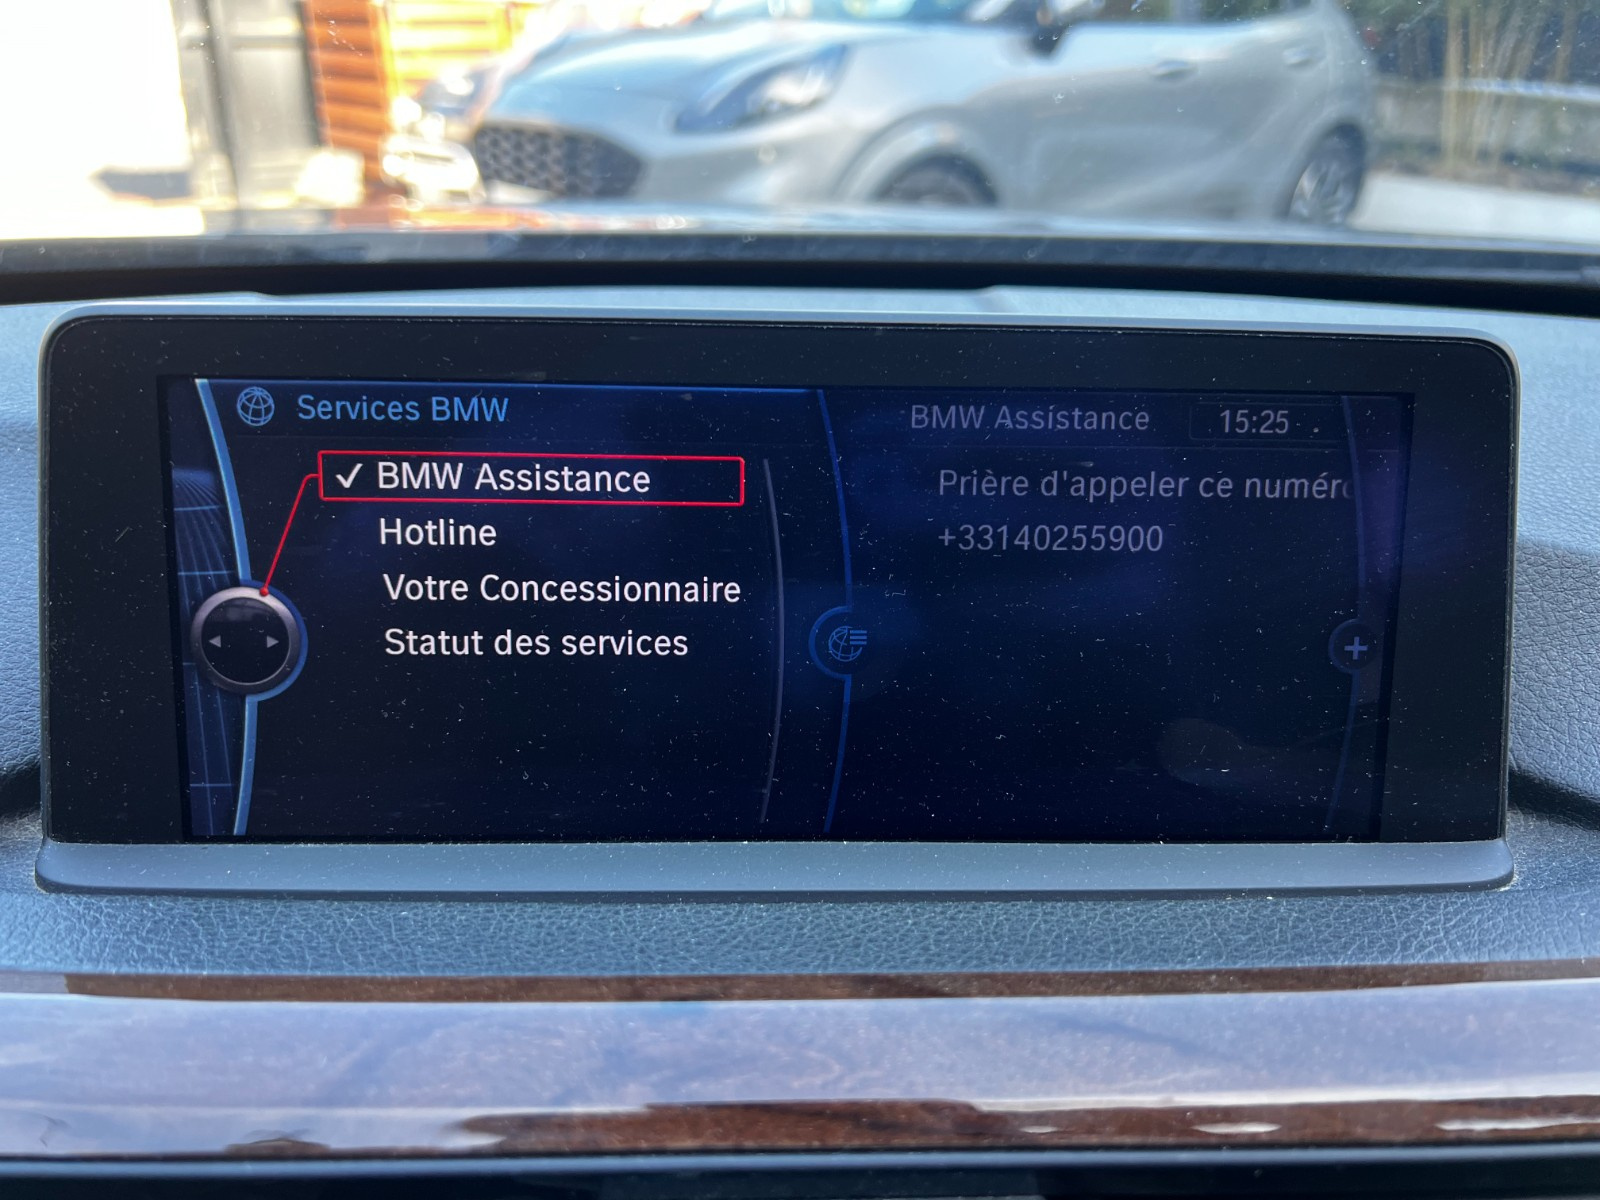 Services BMW
✓ BMW Assistance
Hotline
Votre Concessionnaire
Statut des services
BMW Assistance
15:25
Prière d'appeler ce numéro
+33140255900